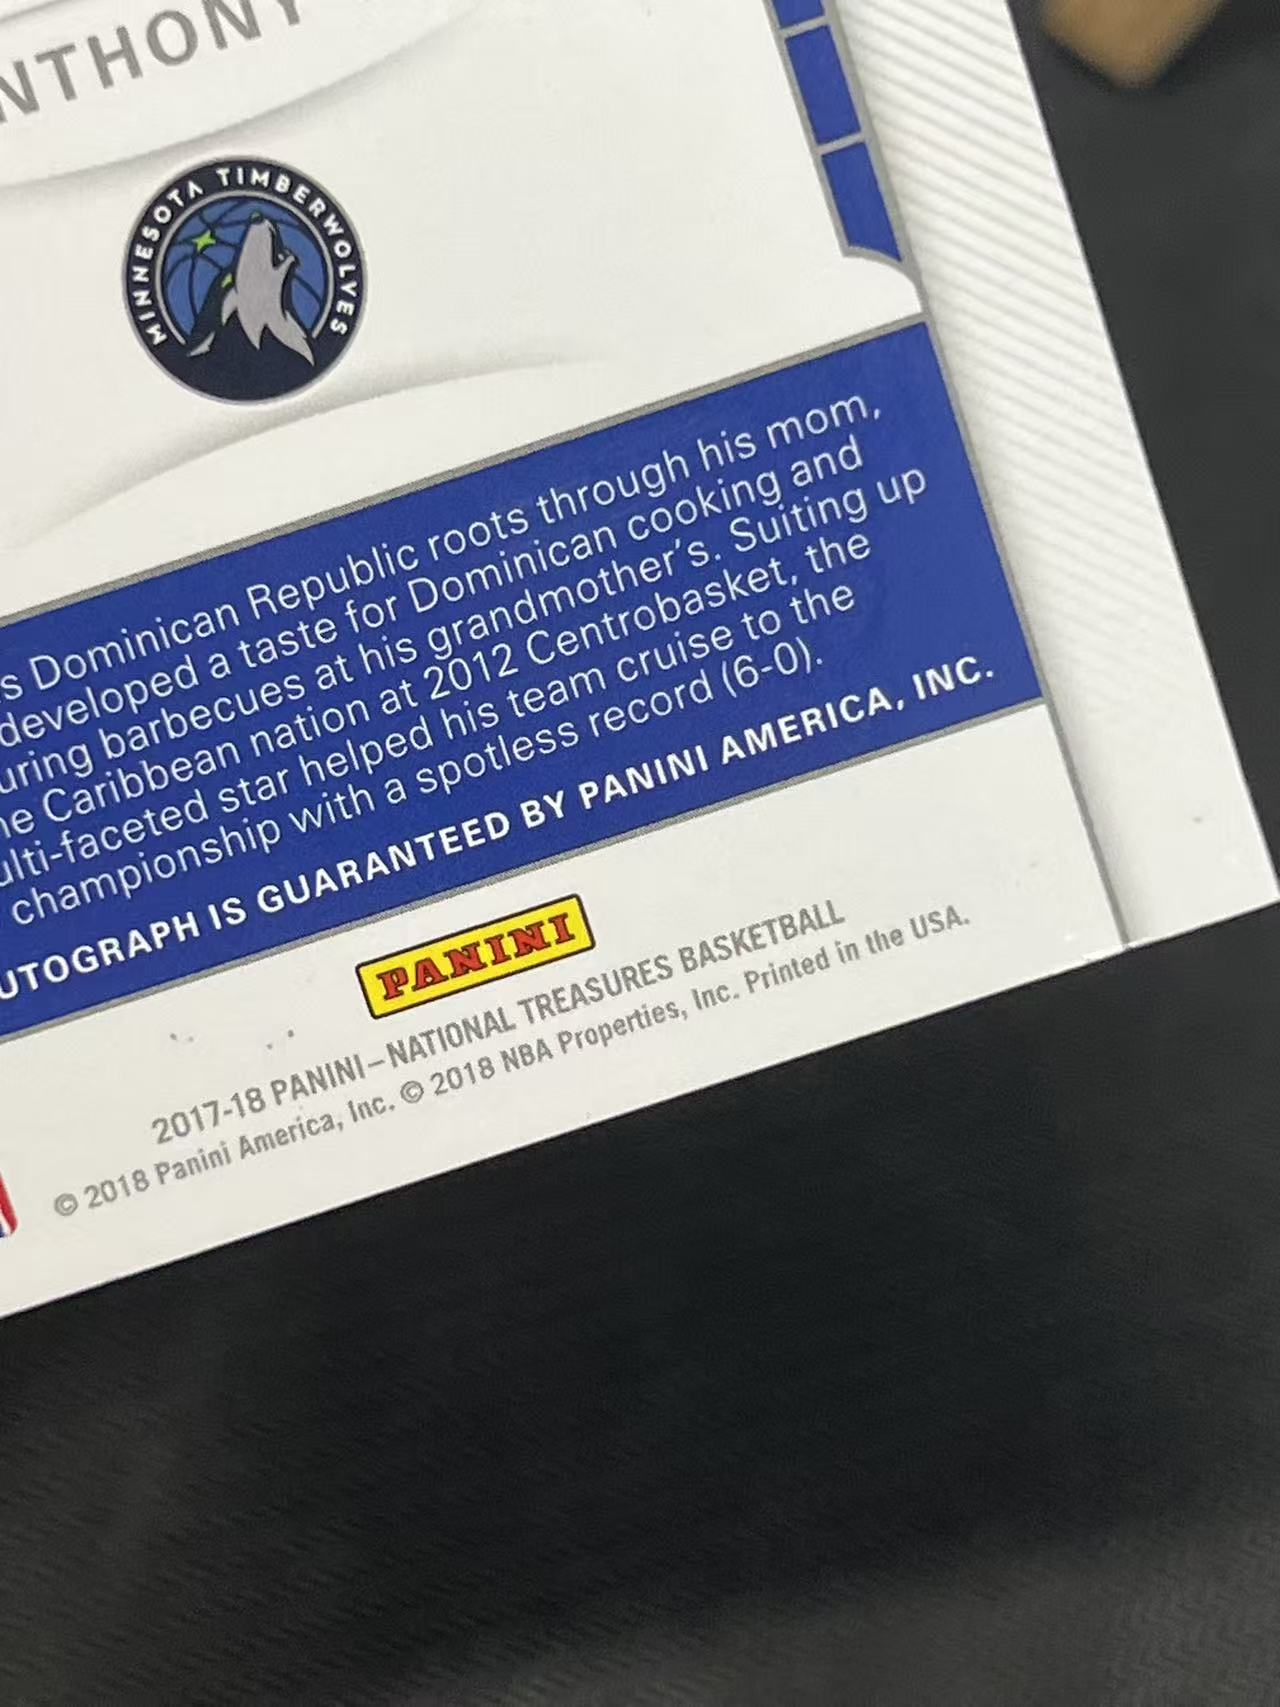 NTHONY
MINNESOTA TIMBERWOLVES
s Dominican Republic roots through his mom,
developed a taste for Dominican cooking and
uring barbecues at his grandmother's. Suiting up
he Caribbean nation at 2012 Centrobasket, the
ulti-faceted star helped his team cruise to the
championship with a spotless record (6-0).
UTOGRAPH IS GUARANTEED BY PANINI AMERICA, INC.
PANINI
2017-18 PANINI–NATIONAL TREASURES BASKETBALL
© 2018 Panini America, Inc. © 2018 NBA Properties, Inc. Printed in the USA.